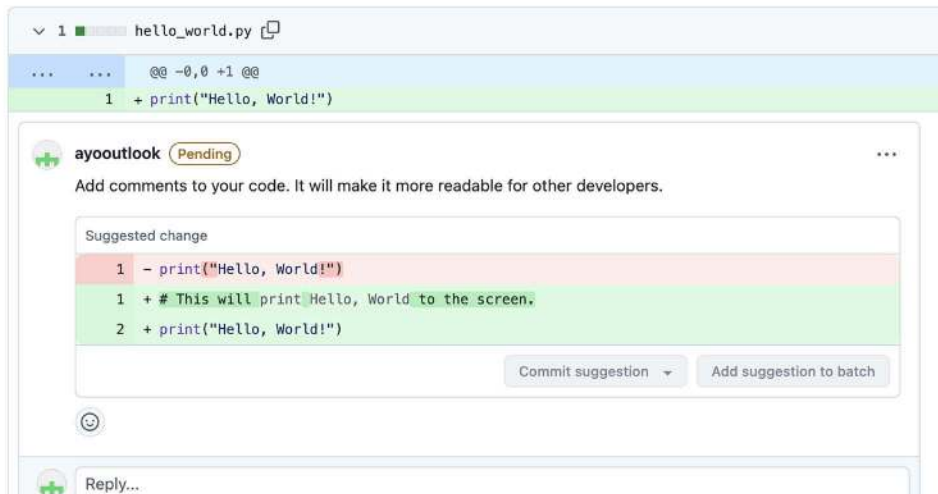 1 hello_world.py
... ... @@ -0,0 +1 @@
1 + print("Hello, World!")
ayooutlook Pending ...
Add comments to your code. It will make it more readable for other developers.
Suggested change
1 - print("Hello, World!")
1 + # This will print Hello, World to the screen.
2 + print("Hello, World!")
Commit suggestion Add suggestion to batch
Reply...